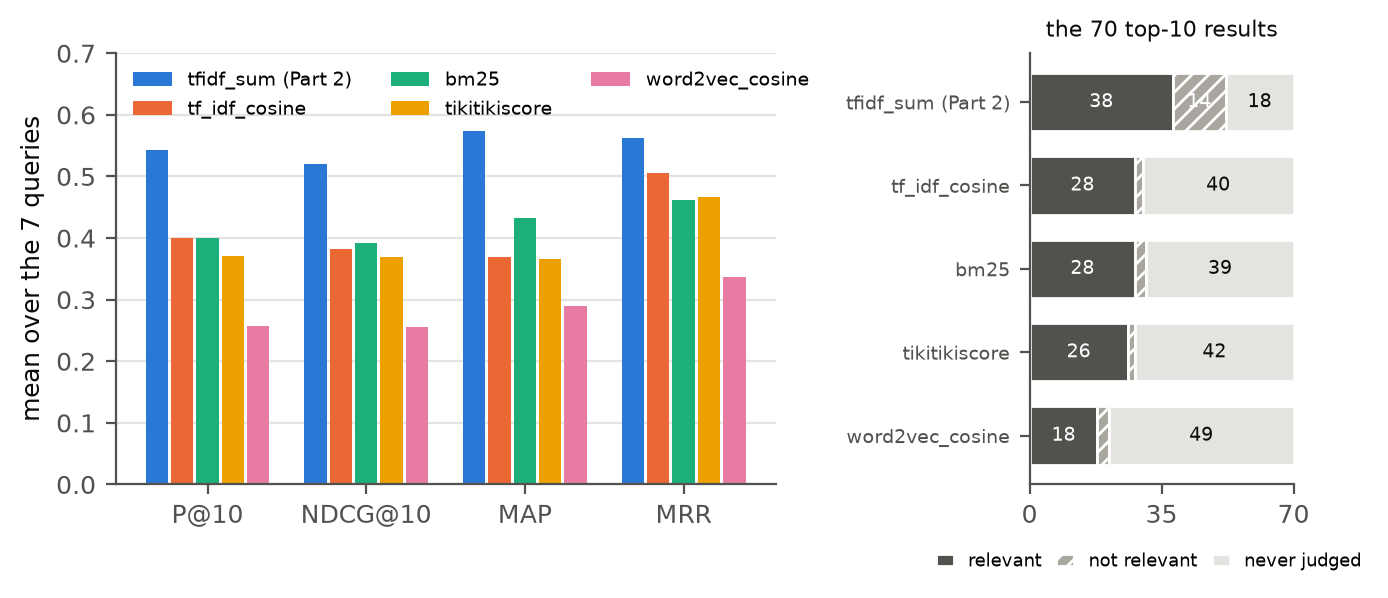 the 70 top-10 results
mean over the 7 queries
0.7
0.6
0.5
0.4
0.3
0.2
0.1
0.0
tfidf_sum (Part 2)
tf_idf_cosine
bm25
tikitikiscore
word2vec_cosine
P@10
NDCG@10
MAP
MRR
tfidf_sum (Part 2) 38 14 18
tf_idf_cosine 28 40
bm25 28 39
tikitikiscore 26 42
word2vec_cosine 18 49
0 35 70
relevant not relevant never judged